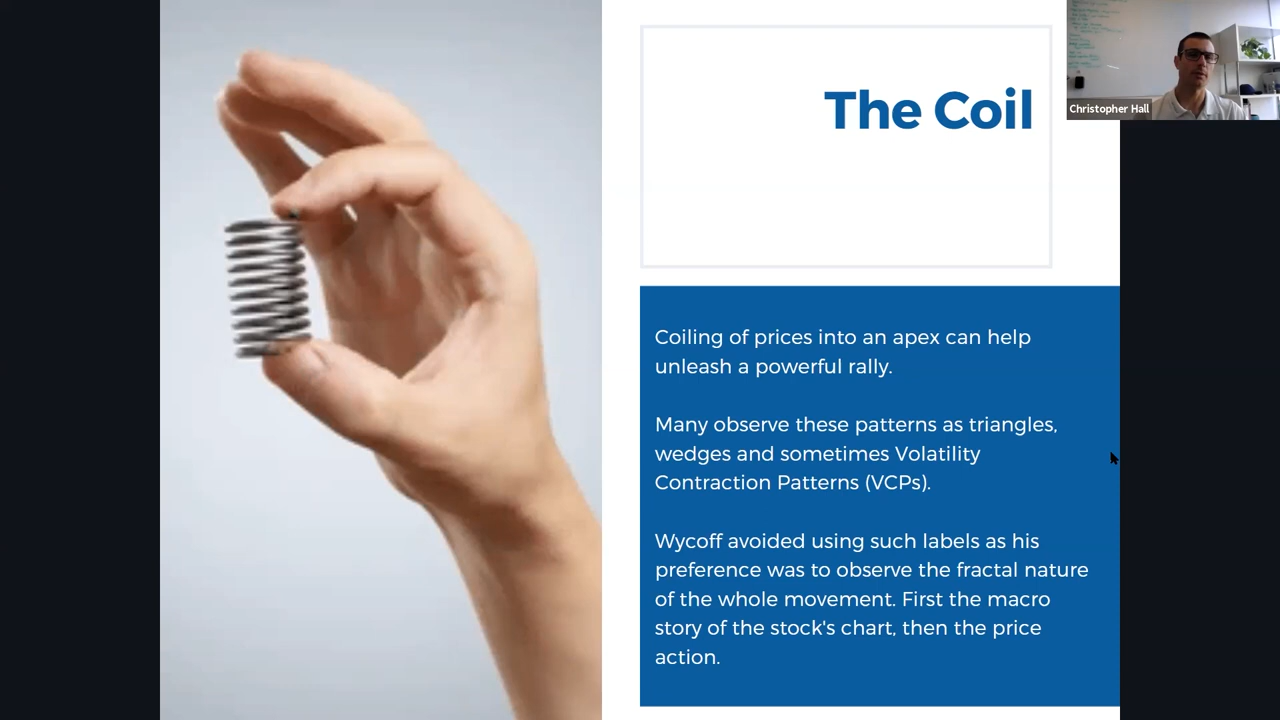 The Coil
Christopher Hall
Coiling of prices into an apex can help
unleash a powerful rally.
Many observe these patterns as triangles,
wedges and sometimes Volatility
Contraction Patterns (VCPs).
Wycoff avoided using such labels as his
preference was to observe the fractal nature
of the whole movement. First the macro
story of the stock's chart, then the price
action.